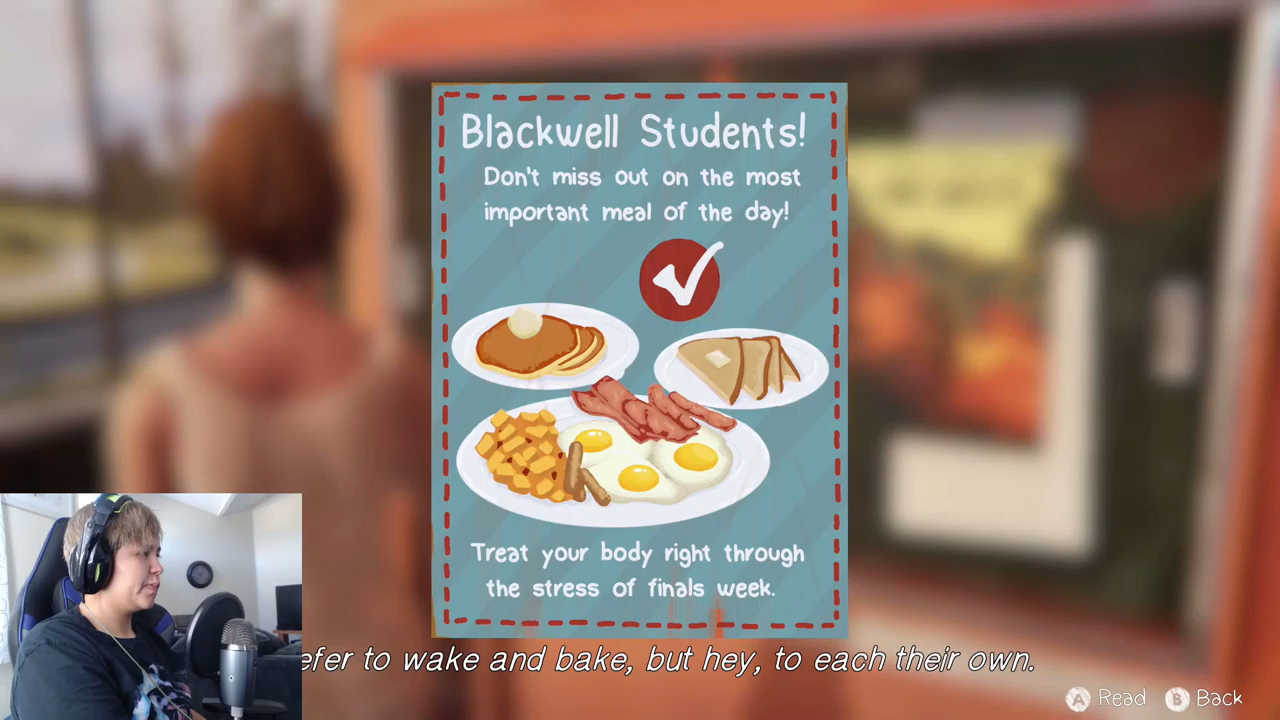 Blackwell Students!
Don't miss out on the most
important meal of the day!
Treat your body right through
the stress of finals week.
to wake and bake, but hey, to each their own.
A Read B Back